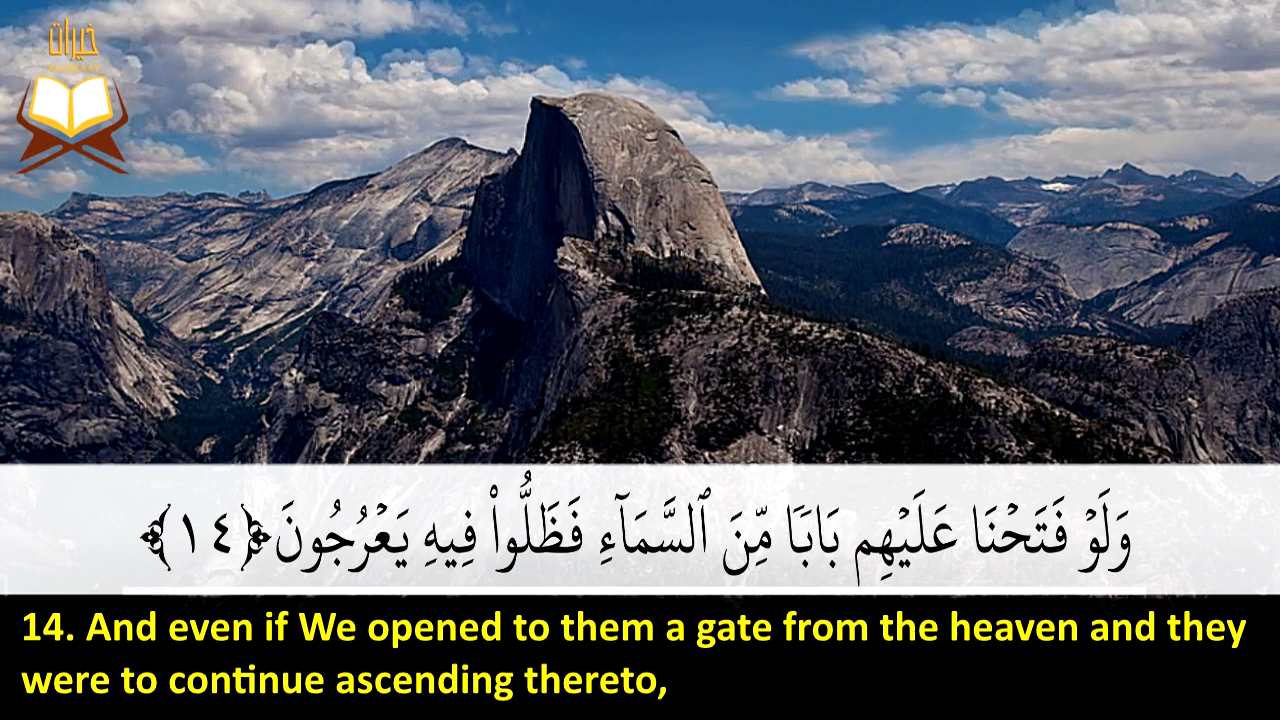 خيرات
وَلَوْ فَتَحْنَا عَلَيْهِم بَابًا مِّنَ ٱلسَّمَآءِ فَظَلُّوا۟ فِيهِ يَعْرُجُونَ ﴿١٤﴾
14. And even if We opened to them a gate from the heaven and they
were to continue ascending thereto,